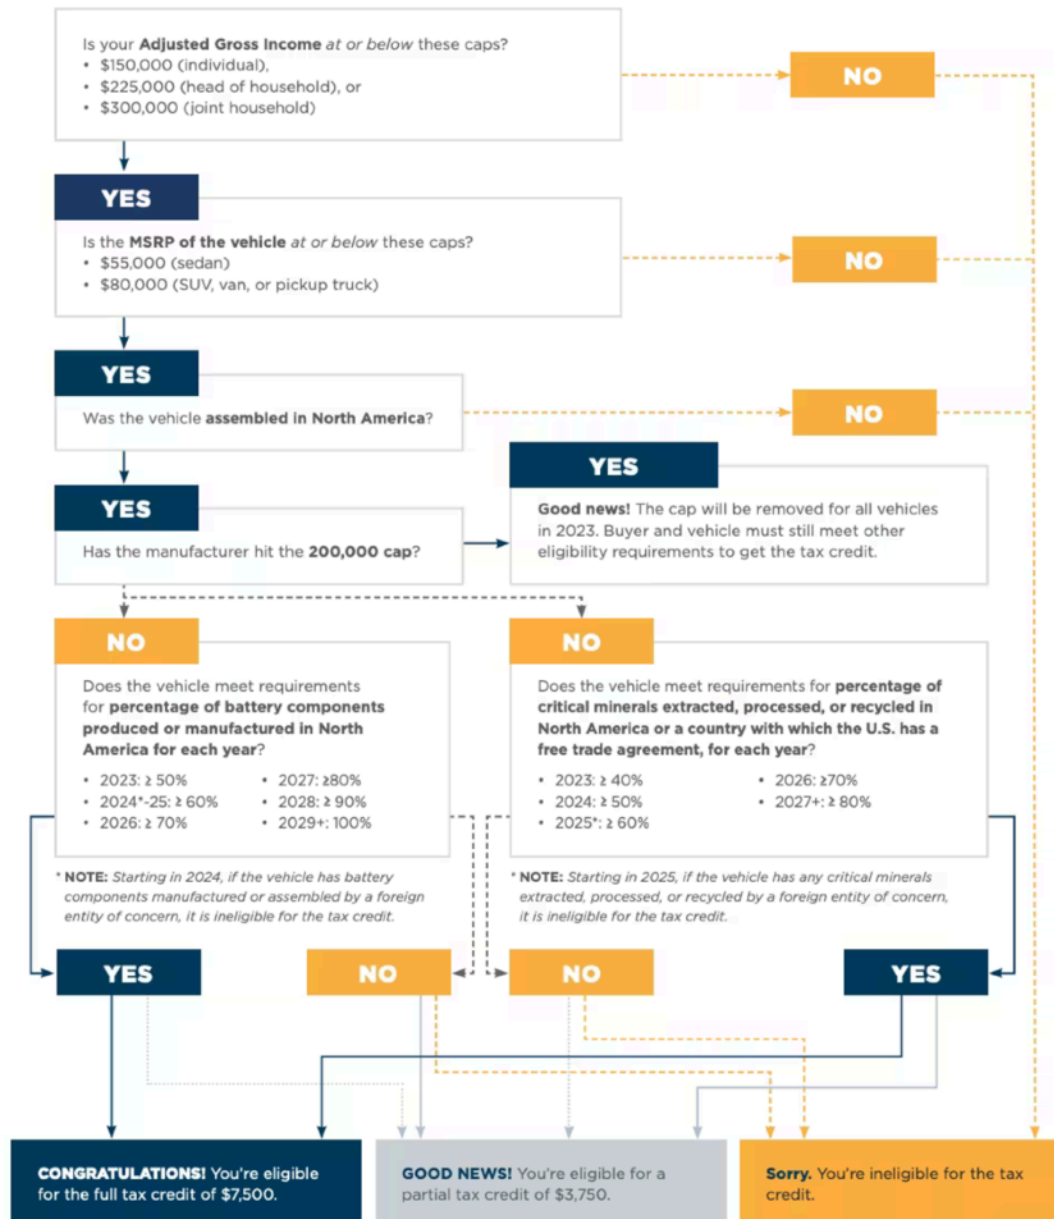 Is your Adjusted Gross Income at or below these caps?
• $150,000 (individual),
• $225,000 (head of household), or
• $300,000 (joint household)
NO
YES
Is the MSRP of the vehicle at or below these caps?
• $55,000 (sedan)
• $80,000 (SUV, van, or pickup truck)
NO
YES
Was the vehicle assembled in North America?
NO
YES
Has the manufacturer hit the 200,000 cap?
YES
Good news! The cap will be removed for all vehicles
in 2023. Buyer and vehicle must still meet other
eligibility requirements to get the tax credit.
NO
Does the vehicle meet requirements
for percentage of battery components
produced or manufactured in North
America for each year?
• 2023: ≥ 50%
• 2024*-25: ≥ 60%
• 2026: ≥ 70%
• 2027: ≥80%
• 2028: ≥ 90%
• 2029+: 100%
* NOTE: Starting in 2024, if the vehicle has battery
components manufactured or assembled by a foreign
entity of concern, it is ineligible for the tax credit.
NO
Does the vehicle meet requirements for percentage of
critical minerals extracted, processed, or recycled in
North America or a country with which the U.S. has a
free trade agreement, for each year?
• 2023: ≥ 40%
• 2024: ≥ 50%
• 2025*: ≥ 60%
• 2026: ≥70%
• 2027+: ≥ 80%
* NOTE: Starting in 2025, if the vehicle has any critical minerals
extracted, processed, or recycled by a foreign entity of concern,
it is ineligible for the tax credit.
YES
NO
NO
YES
CONGRATULATIONS! You're eligible
for the full tax credit of $7,500.
GOOD NEWS! You're eligible for a
partial tax credit of $3,750.
Sorry. You're ineligible for the tax
credit.